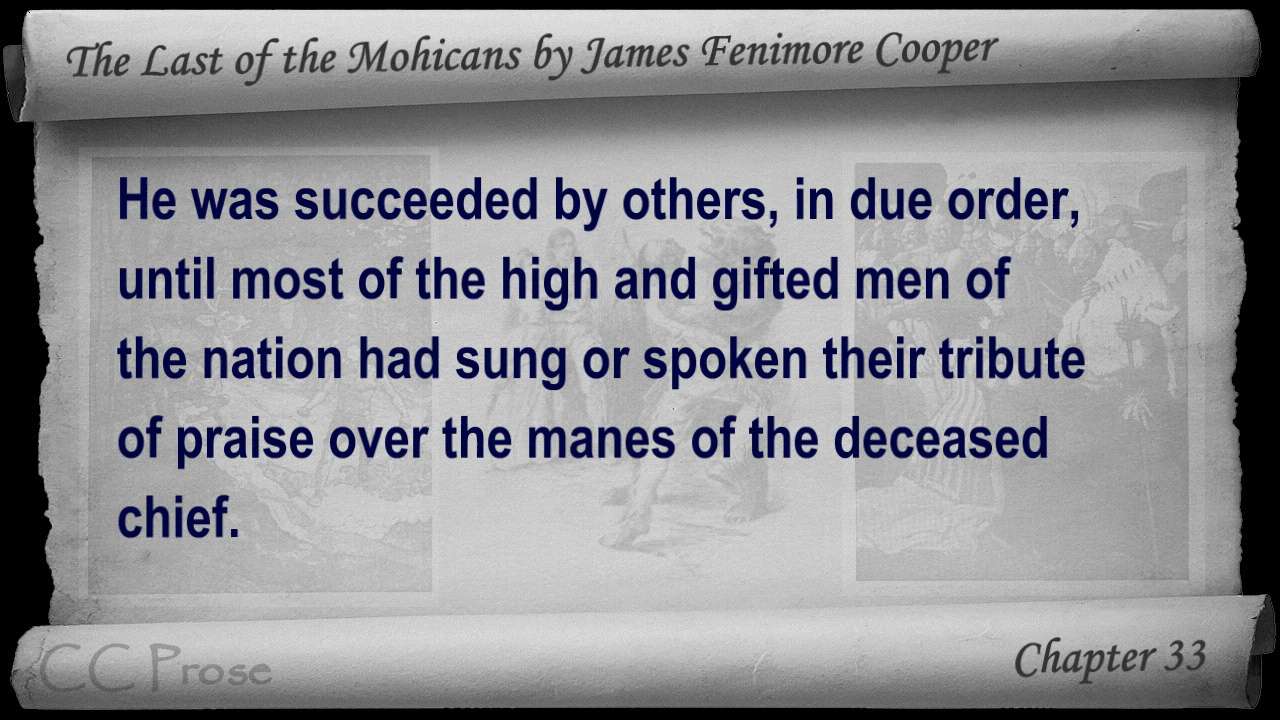 The Last of the Mohicans by James Fenimore Cooper
He was succeeded by others, in due order,
until most of the high and gifted men of
the nation had sung or spoken their tribute
of praise over the manes of the deceased
chief.
CC Prose
Chapter 33